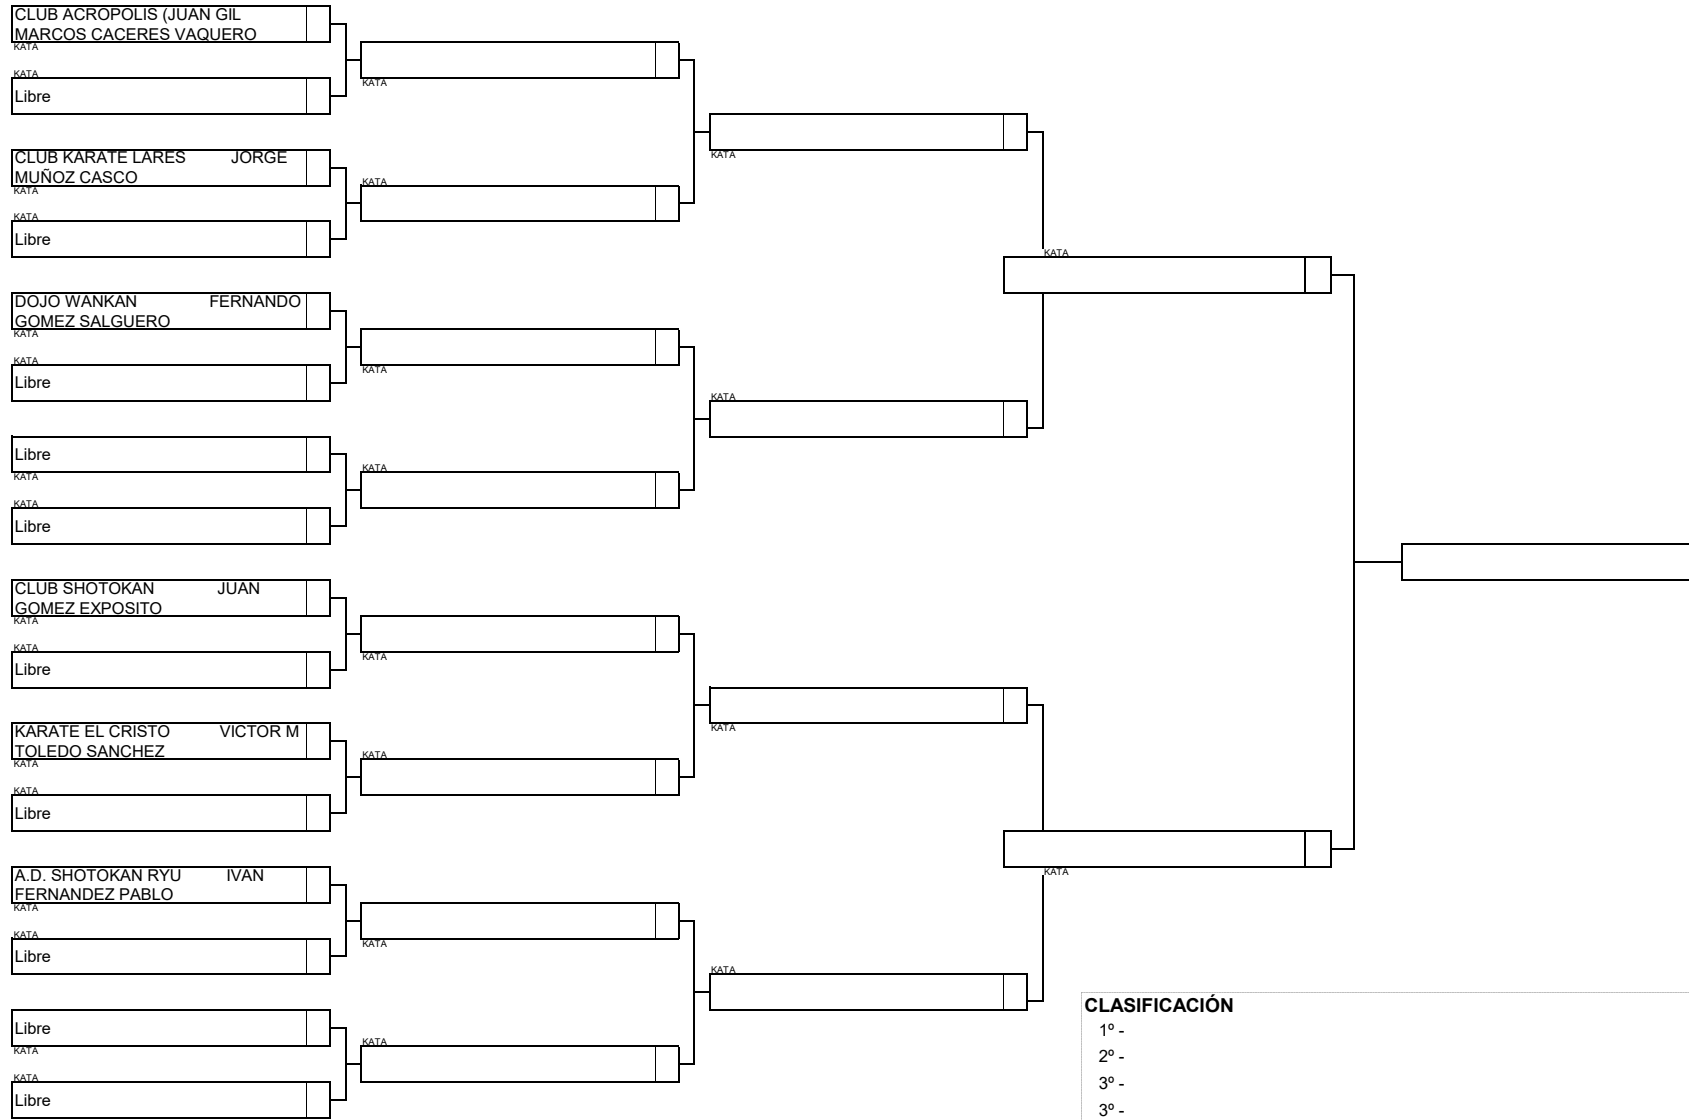 CLUB ACROPOLIS (JUAN GIL
MARCOS CACERES VAQUERO
KATA
KATA
Libre
CLUB KARATE LARES JORGE
MUÑOZ CASCO
KATA
KATA
Libre
DOJO WANKAN FERNANDO
GOMEZ SALGUERO
KATA
KATA
Libre
Libre
KATA
KATA
Libre
CLUB SHOTOKAN JUAN
GOMEZ EXPOSITO
KATA
KATA
Libre
KARATE EL CRISTO VICTOR M
TOLEDO SANCHEZ
KATA
KATA
Libre
A.D. SHOTOKAN RYU IVAN
FERNANDEZ PABLO
KATA
KATA
Libre
Libre
KATA
KATA
Libre
KATA
KATA
KATA
KATA
KATA
KATA
KATA
KATA
KATA
KATA
KATA
KATA
KATA
KATA
CLASIFICACIÓN
1º -
2º -
3º -
3º -